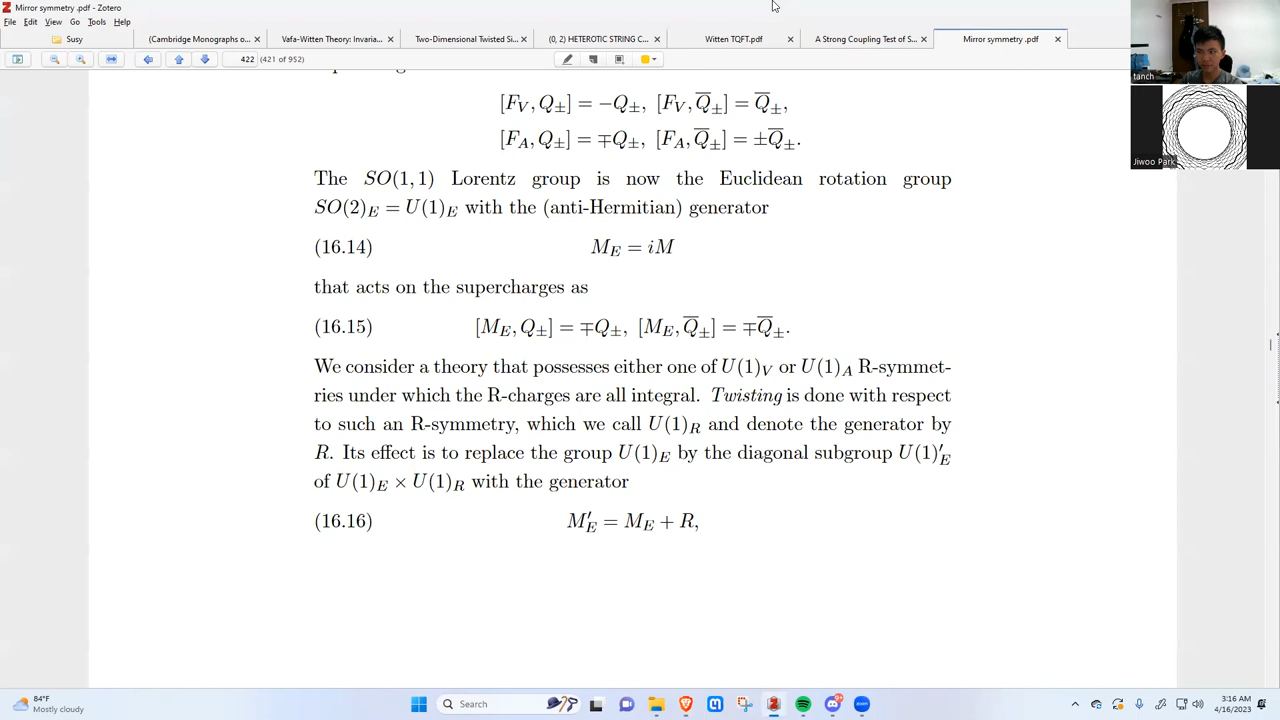 Mirror symmetry .pdf - Zotero
File Edit View Go Tools Help
Susy
(Cambridge Monographs o...
Vafa-Witten Theory: Invaria...
Two-Dimensional Twisted Si...
(0, 2) HETEROTIC STRING C...
Witten TQFT.pdf
A Strong Coupling Test of S...
Mirror symmetry .pdf
422 (421 of 952)
[F_V, Q_±] = −Q_±, [F_V, Q̅_±] = Q̅_±,
[F_A, Q_±] = ∓Q_±, [F_A, Q̅_±] = ±Q̅_±.
The SO(1, 1) Lorentz group is now the Euclidean rotation group
SO(2)_E = U(1)_E with the (anti-Hermitian) generator
(16.14) M_E = iM
that acts on the supercharges as
(16.15) [M_E, Q_±] = ∓Q_±, [M_E, Q̅_±] = ∓Q̅_±.
We consider a theory that possesses either one of U(1)_V or U(1)_A R-symmet-
ries under which the R-charges are all integral. Twisting is done with respect
to such an R-symmetry, which we call U(1)_R and denote the generator by
R. Its effect is to replace the group U(1)_E by the diagonal subgroup U(1)′_E
of U(1)_E × U(1)_R with the generator
(16.16) M′_E = M_E + R,
tanch
Jiwoo Park
84°F
Mostly cloudy
Search
zoom
3:16 AM
4/16/2023